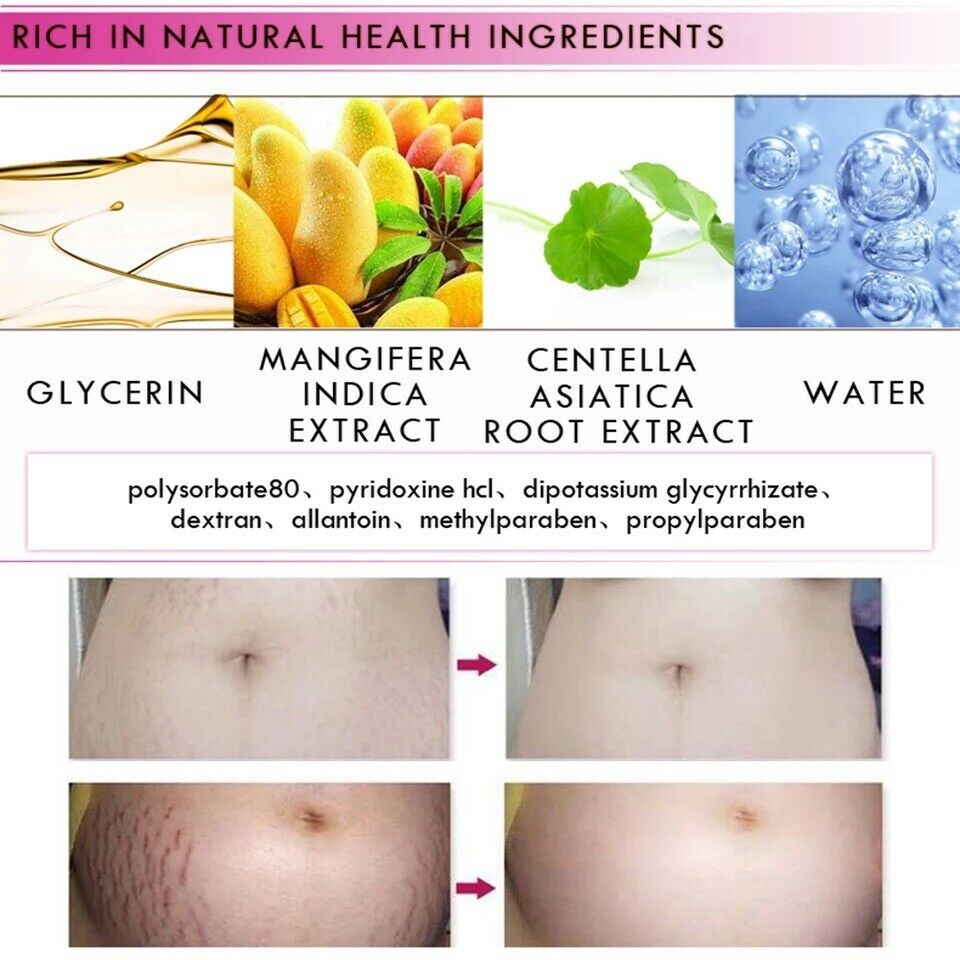 RICH IN NATURAL HEALTH INGREDIENTS
GLYCERIN
MANGIFERA
INDICA
EXTRACT
CENTELLA
ASIATICA
ROOT EXTRACT
WATER
polysorbate80、pyridoxine hcl、dipotassium glycyrrhizate、
dextran、allantoin、methylparaben、propylparaben